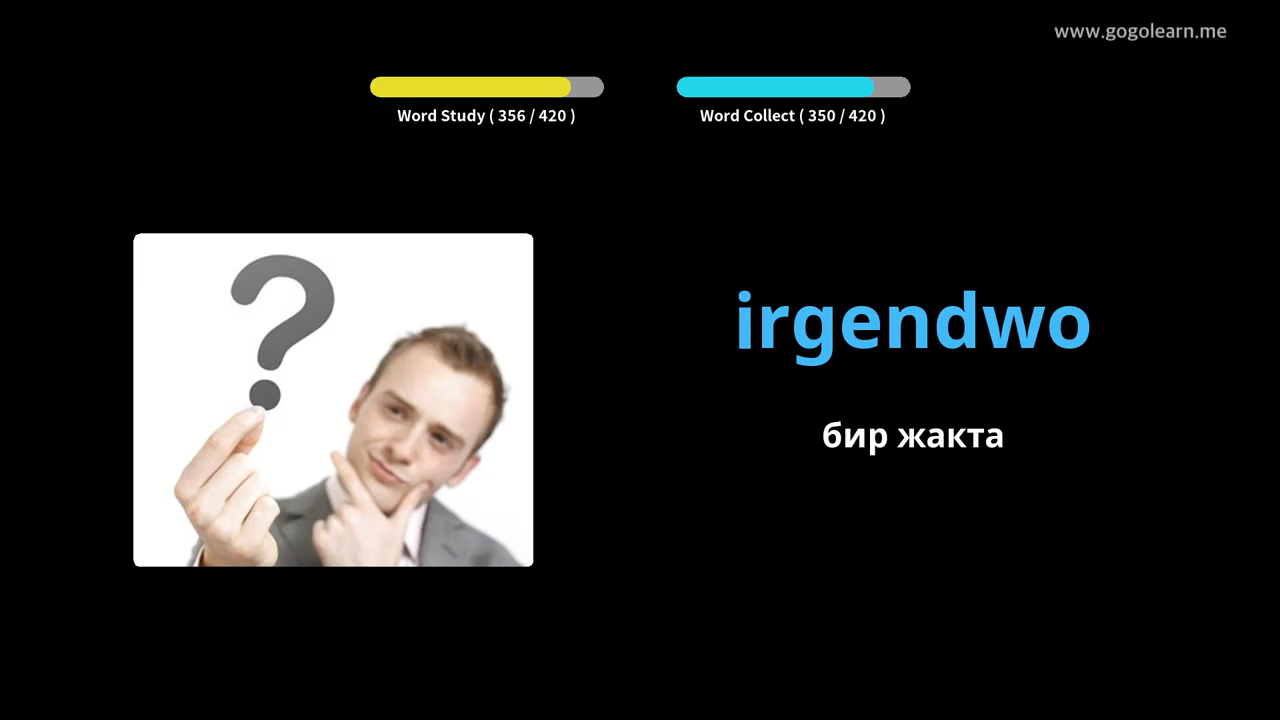 www.gogolearn.me
Word Study ( 356 / 420 )
Word Collect ( 350 / 420 )
irgendwo
бир жакта